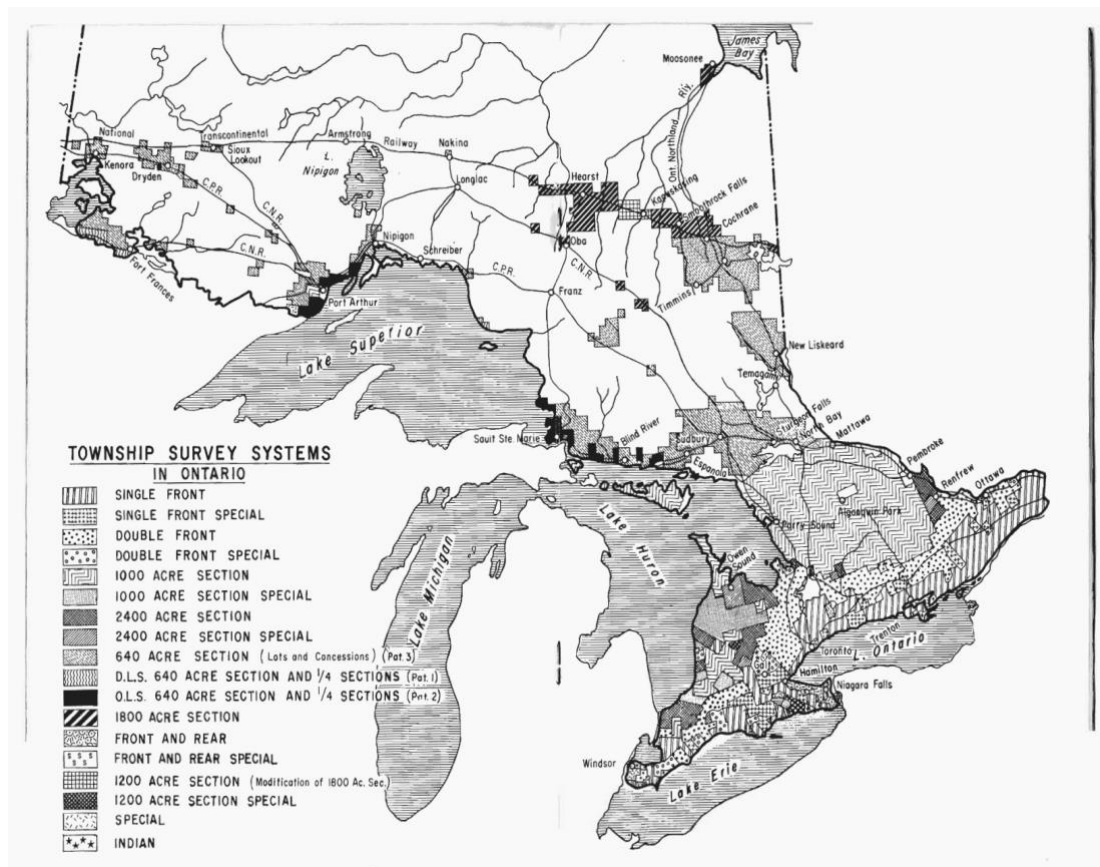 James
Bay
Moosonee
Riv.
Ont. Northland
National
Transcontinental
Armstrong
Railway
Nakina
Sioux
Lookout
Kenora
Dryden
L.
Nipigon
Longlac
Hearst
Kapuskasing
Smoothrock Falls
Cochrane
C.P.R.
C.N.R.
C.N.R.
Nipigon
Schreiber
C.P.R.
Oba
C.N.R.
Fort Frances
Port Arthur
Franz
Timmins
Lake Superior
New Liskeard
Temagami
Sault Ste. Marie
Blind River
Sudbury
Sturgeon Falls
North Bay
Mattawa
Espanola
Pembroke
Renfrew
Ottawa
Algonquin Park
Parry Sound
Lake Huron
Owen
Sound
Lake Michigan
Trenton
Toronto
L. Ontario
Hamilton
Galt
Niagara Falls
Windsor
Lake Erie
TOWNSHIP SURVEY SYSTEMS
IN ONTARIO
SINGLE FRONT
SINGLE FRONT SPECIAL
DOUBLE FRONT
DOUBLE FRONT SPECIAL
1000 ACRE SECTION
1000 ACRE SECTION SPECIAL
2400 ACRE SECTION
2400 ACRE SECTION SPECIAL
640 ACRE SECTION (Lots and Concessions) (Pat. 3)
D.L.S. 640 ACRE SECTION AND 1/4 SECTIONS (Pat. 1)
O.L.S. 640 ACRE SECTION AND 1/4 SECTIONS (Pat. 2)
1800 ACRE SECTION
FRONT AND REAR
FRONT AND REAR SPECIAL
1200 ACRE SECTION (Modification of 1800 Ac. Sec.)
1200 ACRE SECTION SPECIAL
SPECIAL
INDIAN